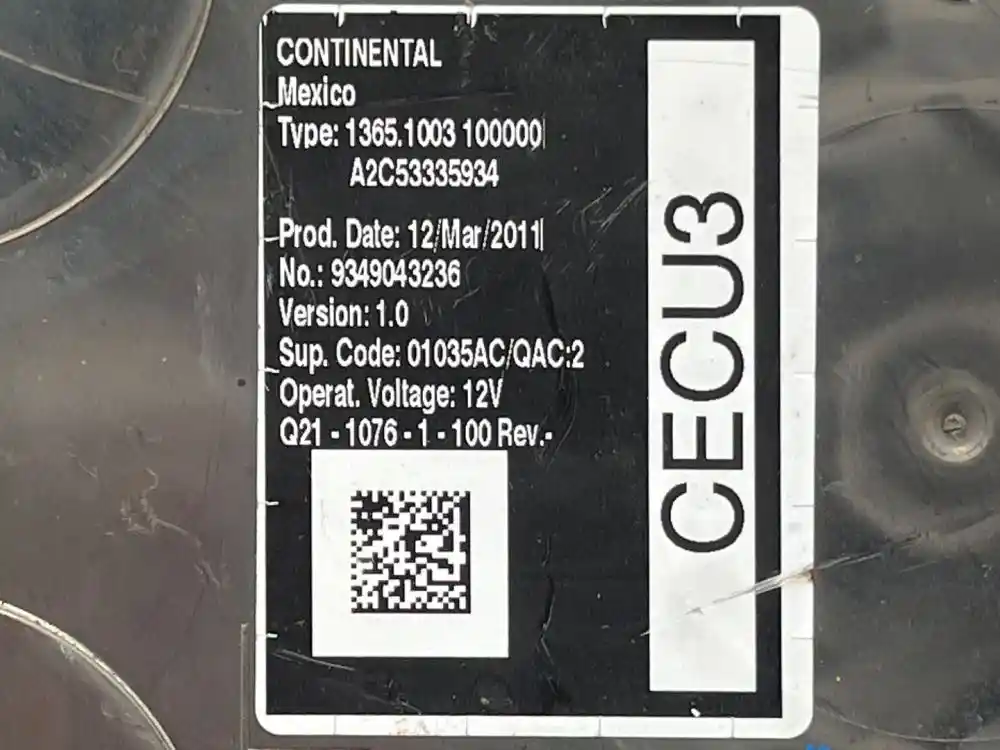 CONTINENTAL
Mexico
Type: 1365.1003 100000
A2C53335934
Prod. Date: 12/Mar/2011
No.: 9349043236
Version: 1.0
Sup. Code: 01035AC/QAC:2
Operat. Voltage: 12V
Q21 - 1076 - 1 - 100 Rev.-
CECU3